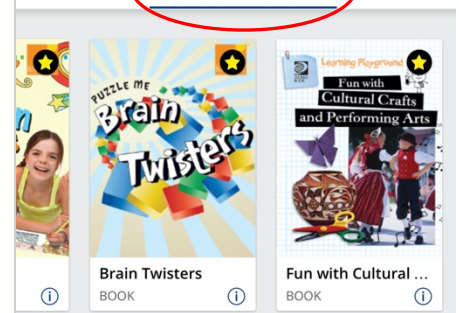 PUZZLE ME
Brain
Twisters
Learning Playground
Fun with
Cultural Crafts
and Performing Arts
Brain Twisters
BOOK
Fun with Cultural ...
BOOK